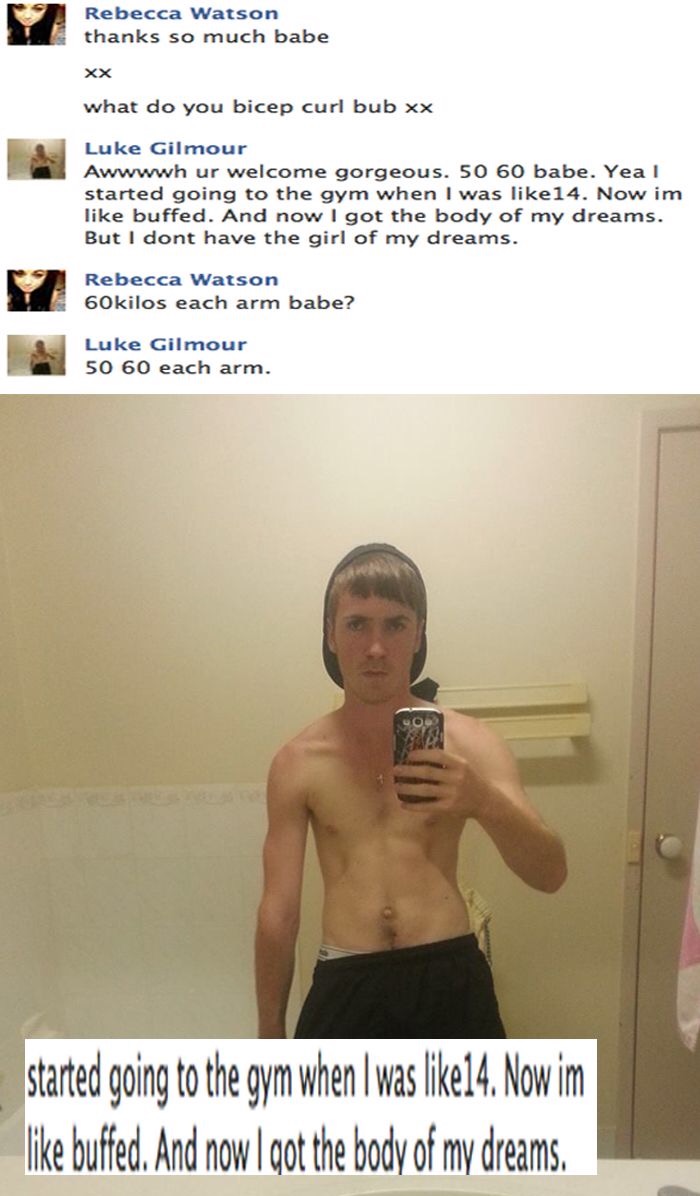 Rebecca Watson
thanks so much babe
xx
what do you bicep curl bub xx
Luke Gilmour
Awwwwh ur welcome gorgeous. 50 60 babe. Yea I
started going to the gym when I was like14. Now im
like buffed. And now I got the body of my dreams.
But I dont have the girl of my dreams.
Rebecca Watson
60kilos each arm babe?
Luke Gilmour
50 60 each arm.
started going to the gym when I was like14. Now im
like buffed. And now I got the body of my dreams.